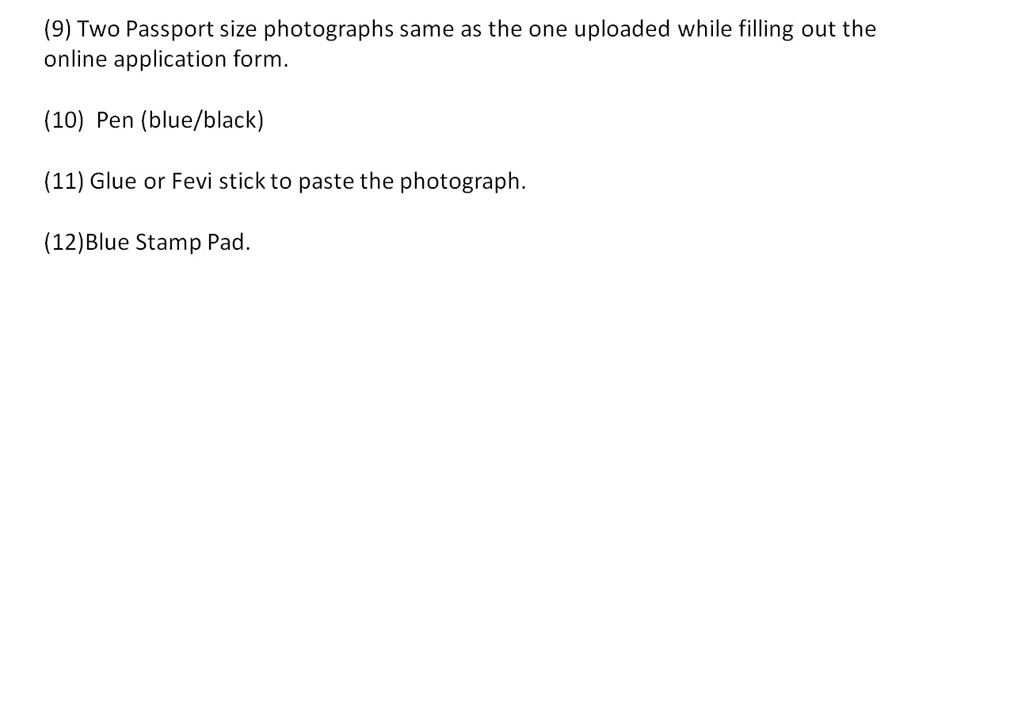 (9) Two Passport size photographs same as the one uploaded while filling out the
online application form.
(10)  Pen (blue/black)
(11) Glue or Fevi stick to paste the photograph.
(12)Blue Stamp Pad.